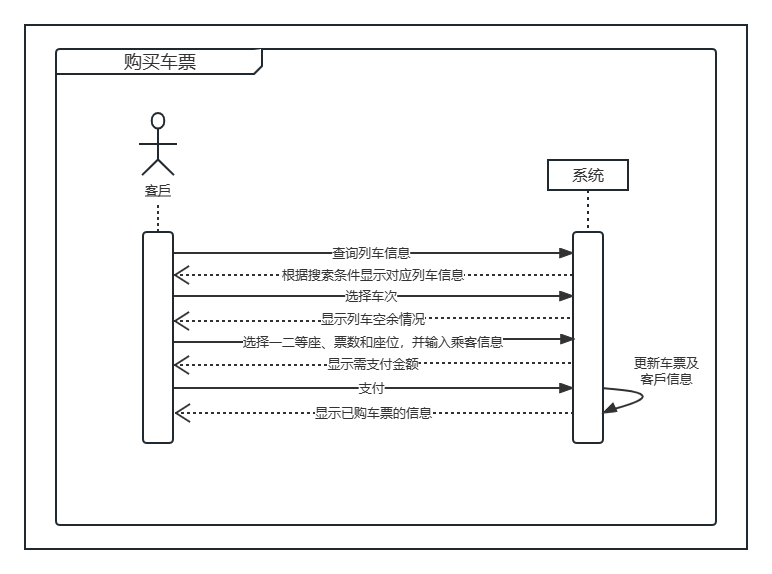 购买车票
客戶
系统
查询列车信息
根据搜索条件显示对应列车信息
选择车次
显示列车空余情况
选择一二等座、票数和座位，并输入乘客信息
显示需支付金额
更新车票及
客戶信息
支付
显示已购车票的信息